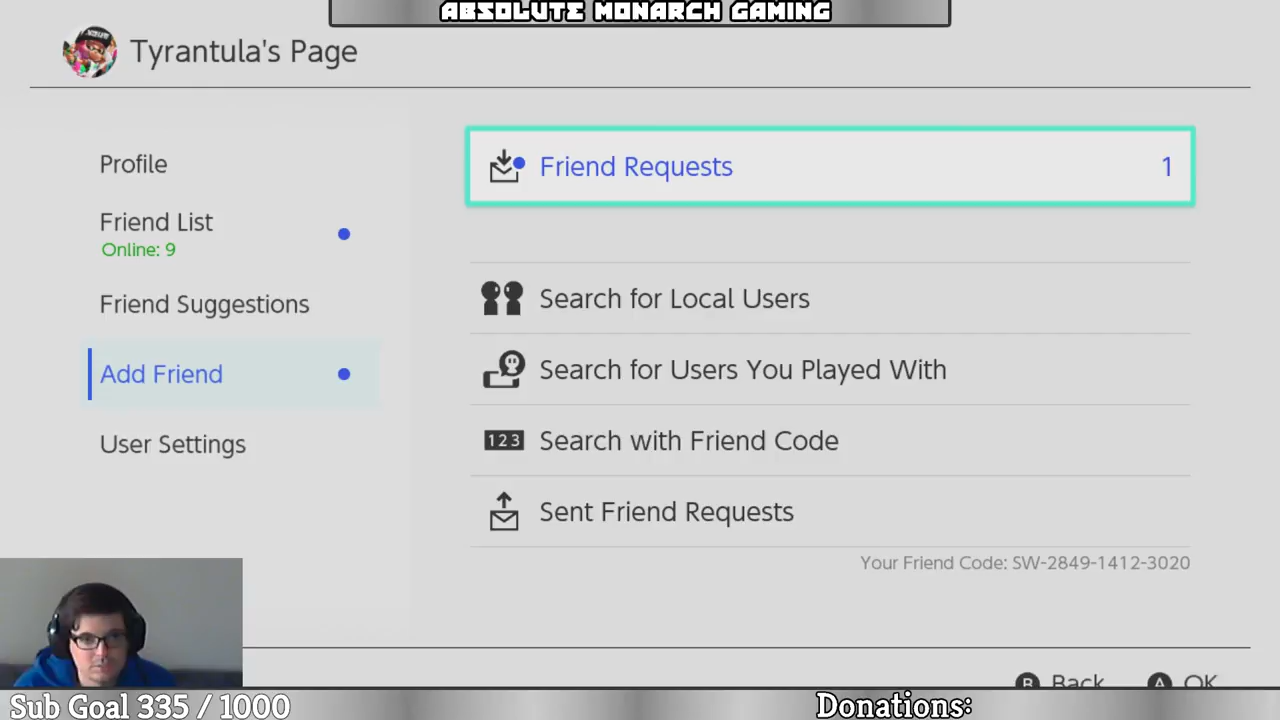 ABSOLUTE MONARCH GAMING
Tyrantula's Page
Profile
Friend List
Online: 9
Friend Suggestions
Add Friend
User Settings
Friend Requests 1
Search for Local Users
Search for Users You Played With
123 Search with Friend Code
Sent Friend Requests
Your Friend Code: SW-2849-1412-3020
B Back A OK
Sub Goal 335 / 1000
Donations: